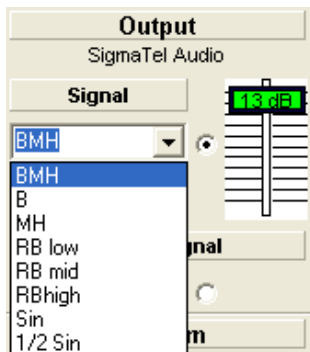 Output
SigmaTel Audio
Signal
13 dB
BMH
BMH
B
MH
RB low
RB mid
RBhigh
Sin
1/2 Sin